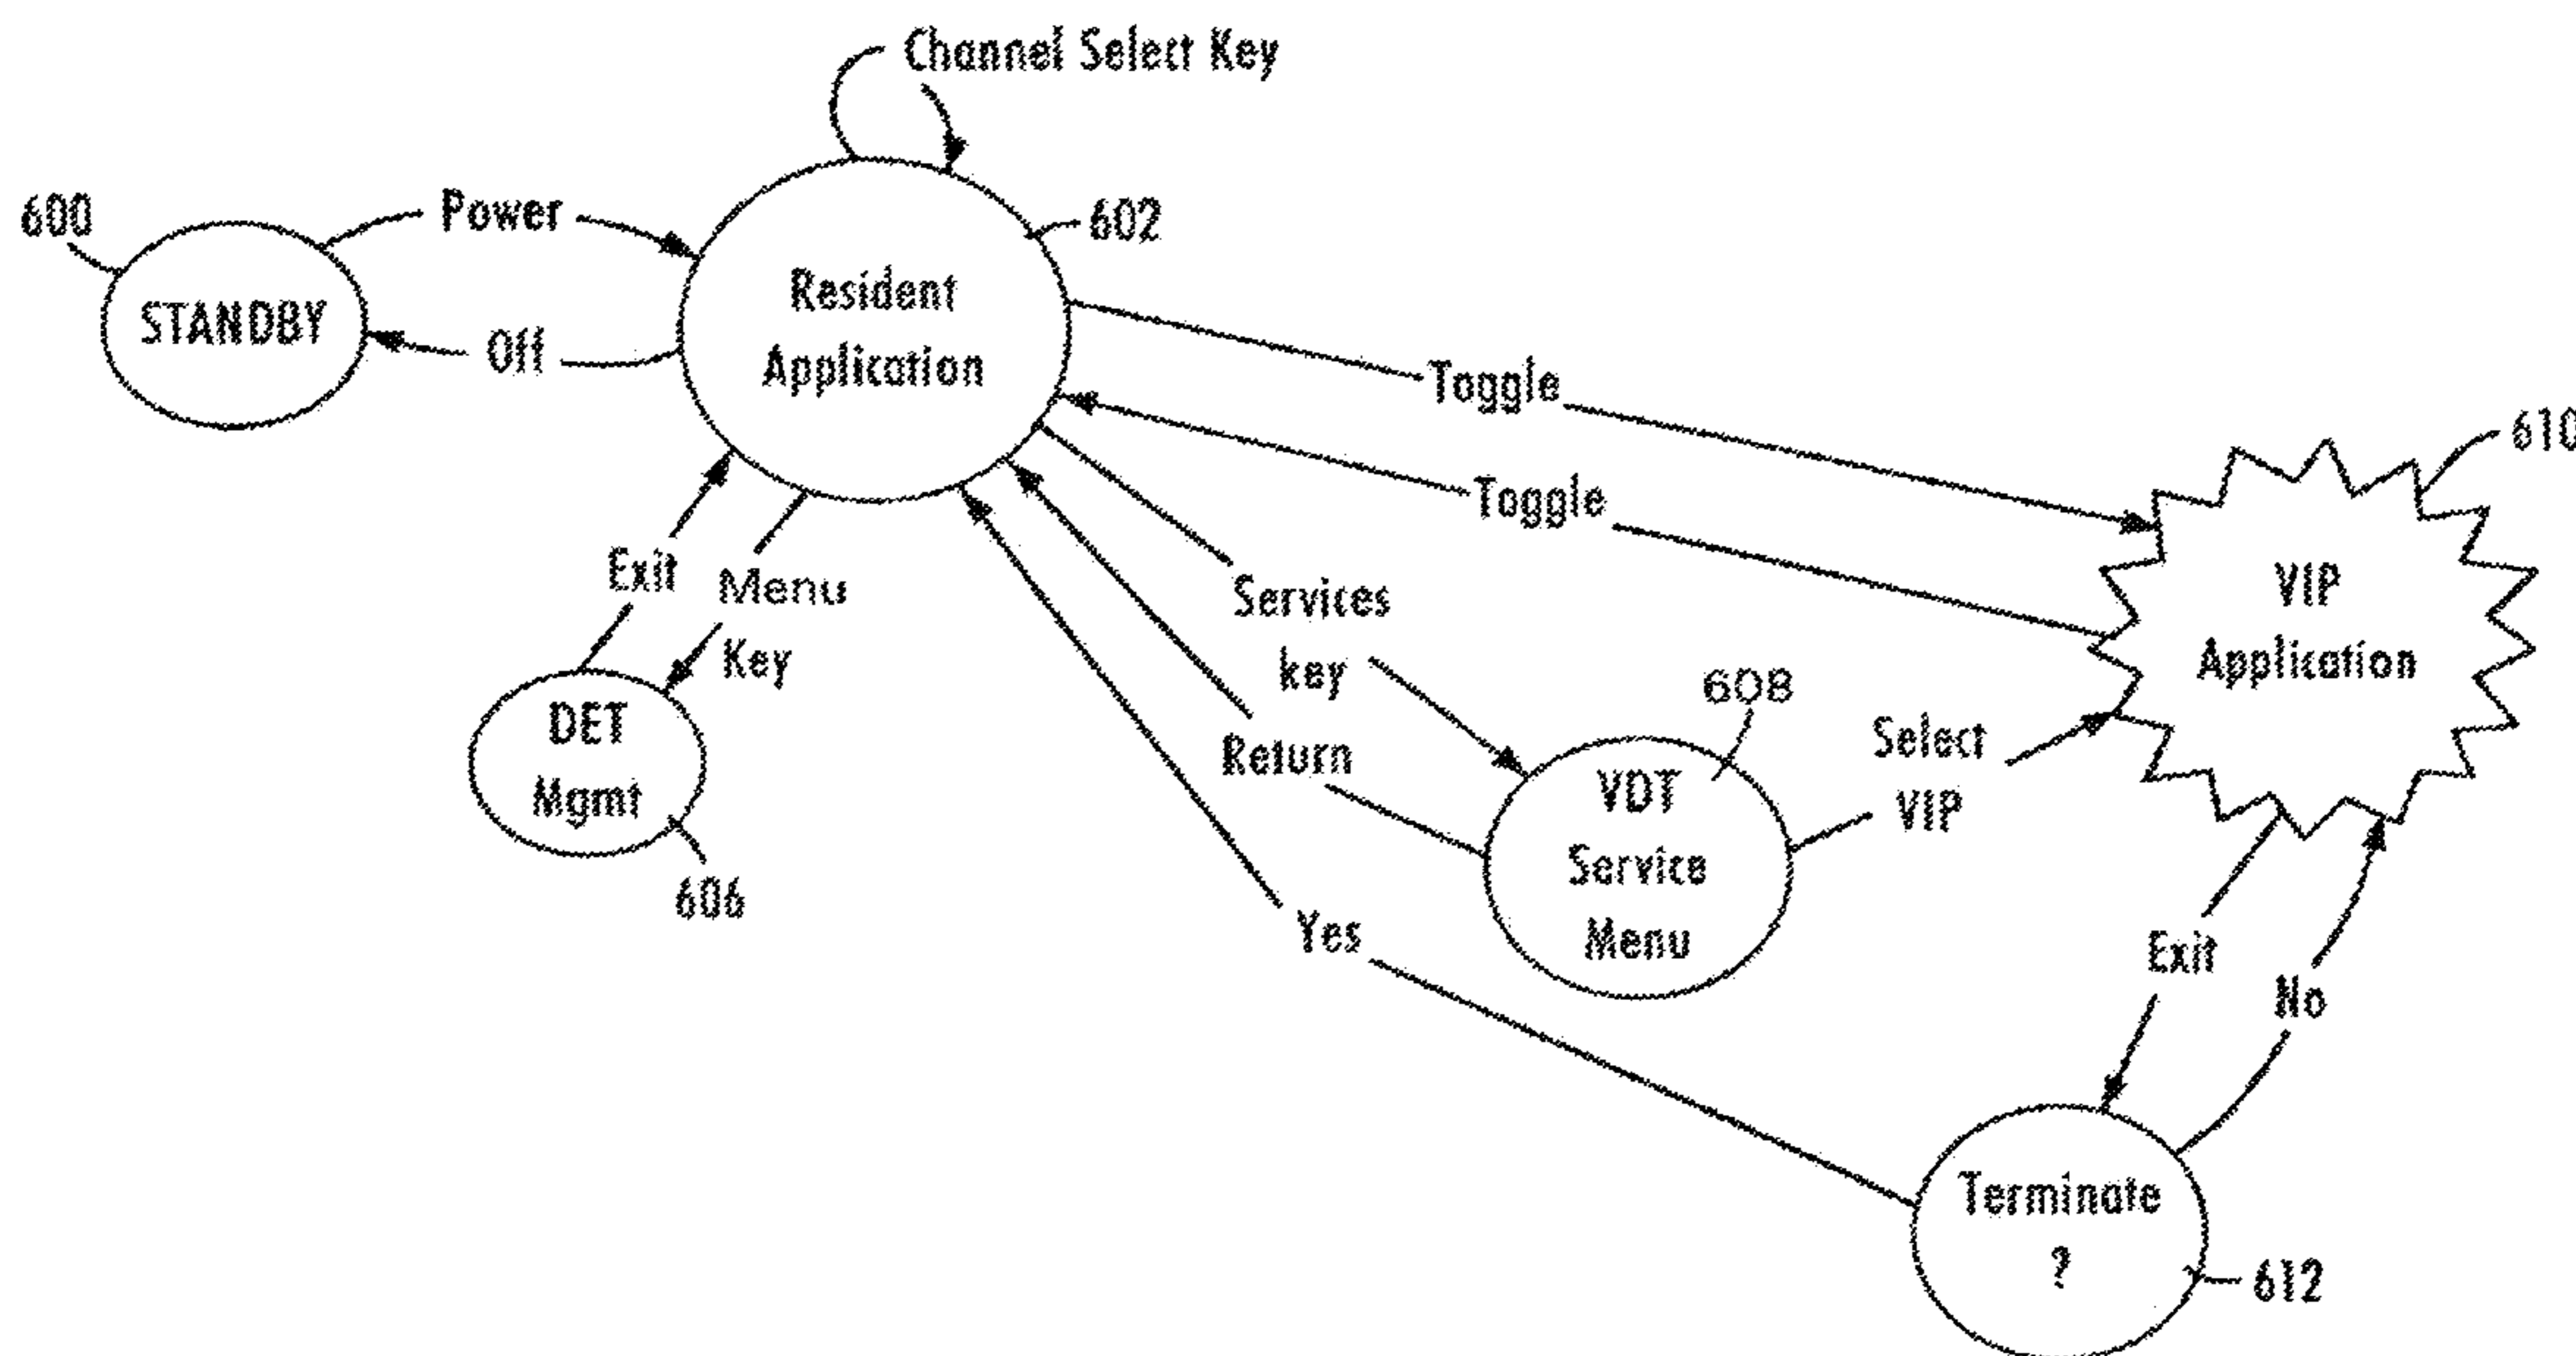 Channel Select Key
600
Power
602
STANDBY
Off
Resident
Application
Toggle
610
Toggle
Exit
Menu
Key
Services
key
VIP
Application
DET
Mgmt
606
608
Return
Select
VIP
VDT
Service
Menu
Yes
Exit
No
Terminate
?
612